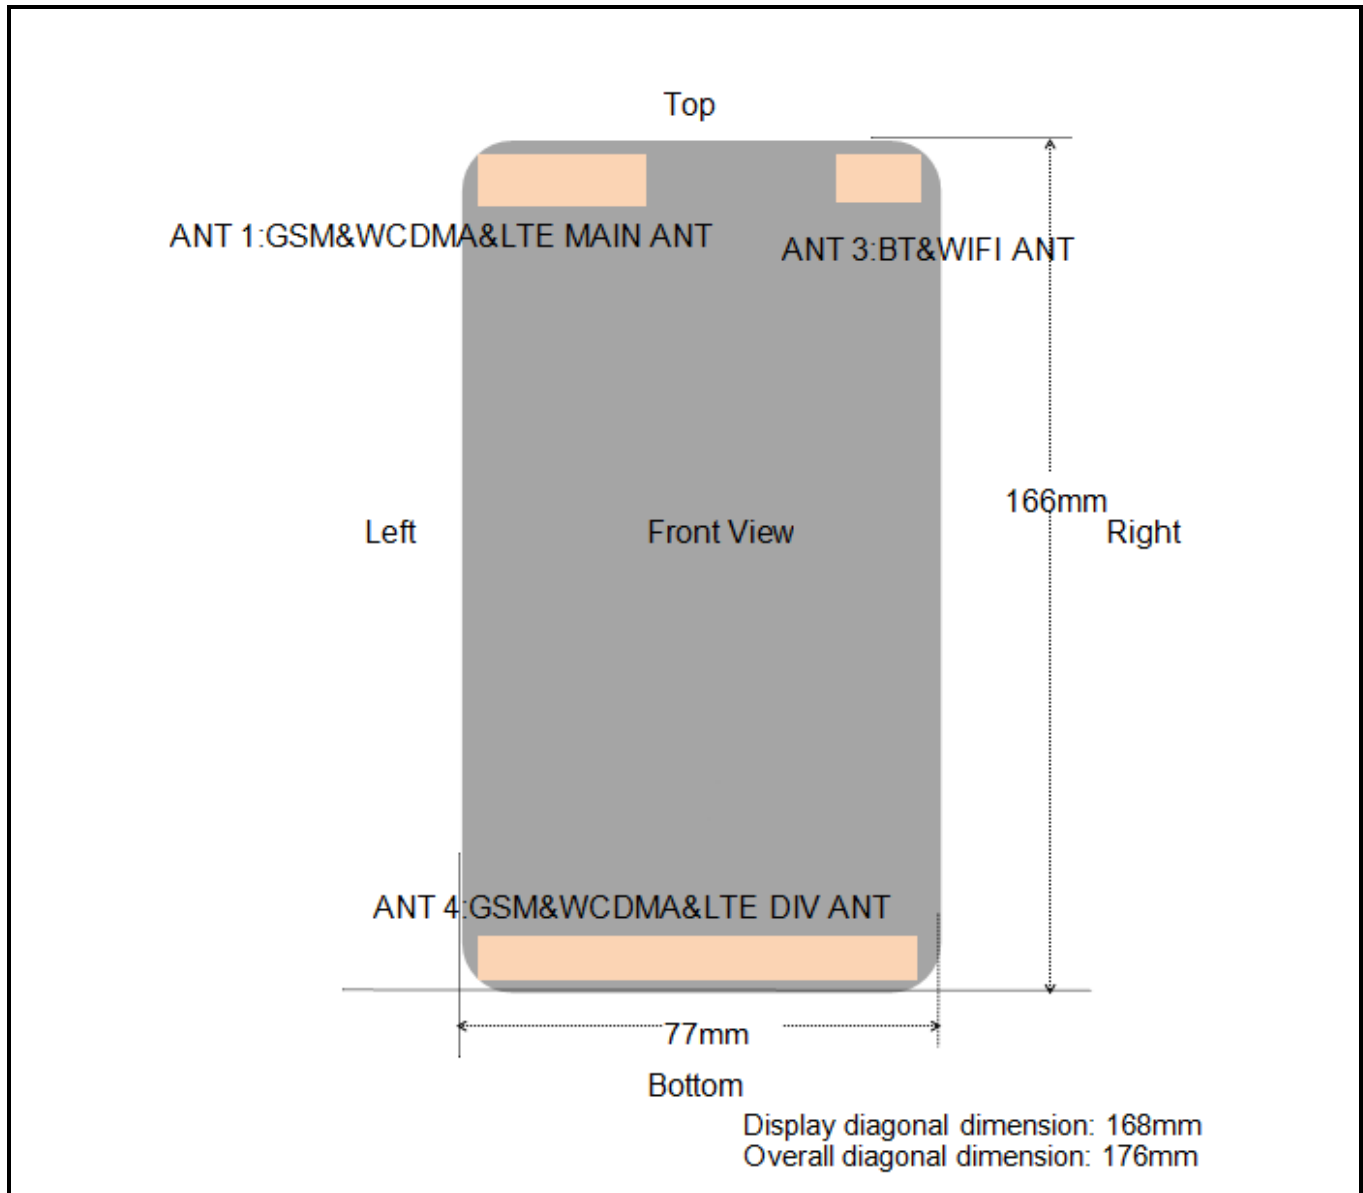 Top
ANT 1:GSM&WCDMA&LTE MAIN ANT
ANT 3:BT&WIFI ANT
166mm
Left
Front View
Right
ANT 4:GSM&WCDMA&LTE DIV ANT
77mm
Bottom
Display diagonal dimension: 168mm
Overall diagonal dimension: 176mm